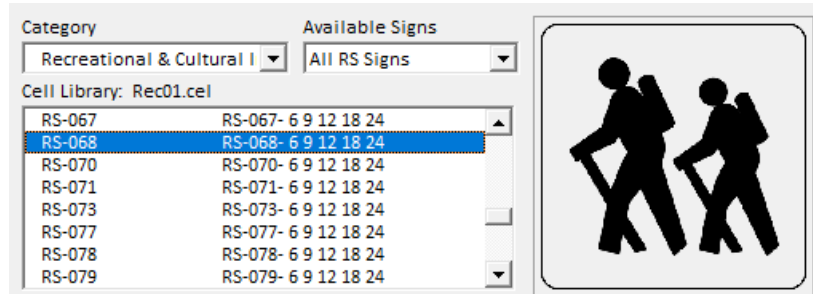 Category
Available Signs
Recreational & Cultural I
All RS Signs
Cell Library: Rec01.cel
RS-067 RS-067- 6 9 12 18 24
RS-068 RS-068- 6 9 12 18 24
RS-070 RS-070- 6 9 12 18 24
RS-071 RS-071- 6 9 12 18 24
RS-073 RS-073- 6 9 12 18 24
RS-077 RS-077- 6 9 12 18 24
RS-078 RS-078- 6 9 12 18 24
RS-079 RS-079- 6 9 12 18 24